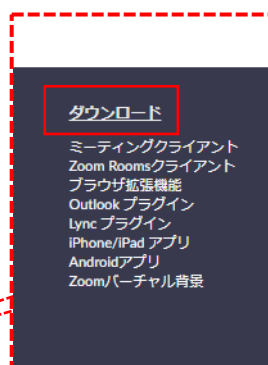 ダウンロード
ミーティングクライアント
Zoom Roomsクライアント
ブラウザ拡張機能
Outlook プラグイン
Lync プラグイン
iPhone/iPad アプリ
Androidアプリ
Zoomバーチャル背景